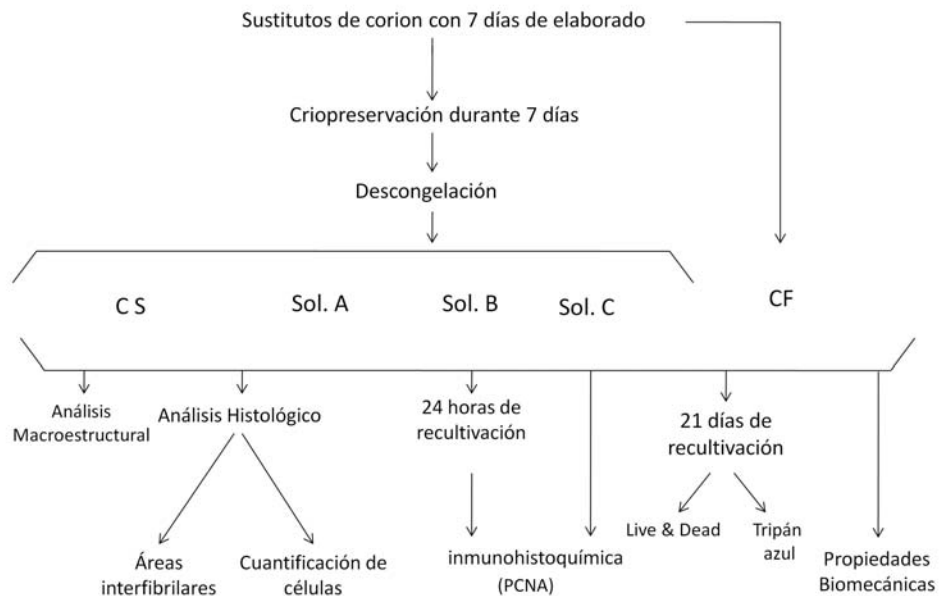 Sustitutos de corion con 7 días de elaborado
Criopreservación durante 7 días
Descongelación
C S
Sol. A
Sol. B
Sol. C
CF
Análisis
Macroestructural
Análisis Histológico
24 horas de
recultivación
21 días de
recultivación
Áreas
interfibrilares
Cuantificación de
células
inmunohistoquímica
(PCNA)
Live & Dead
Tripán
azul
Propiedades
Biomecánicas